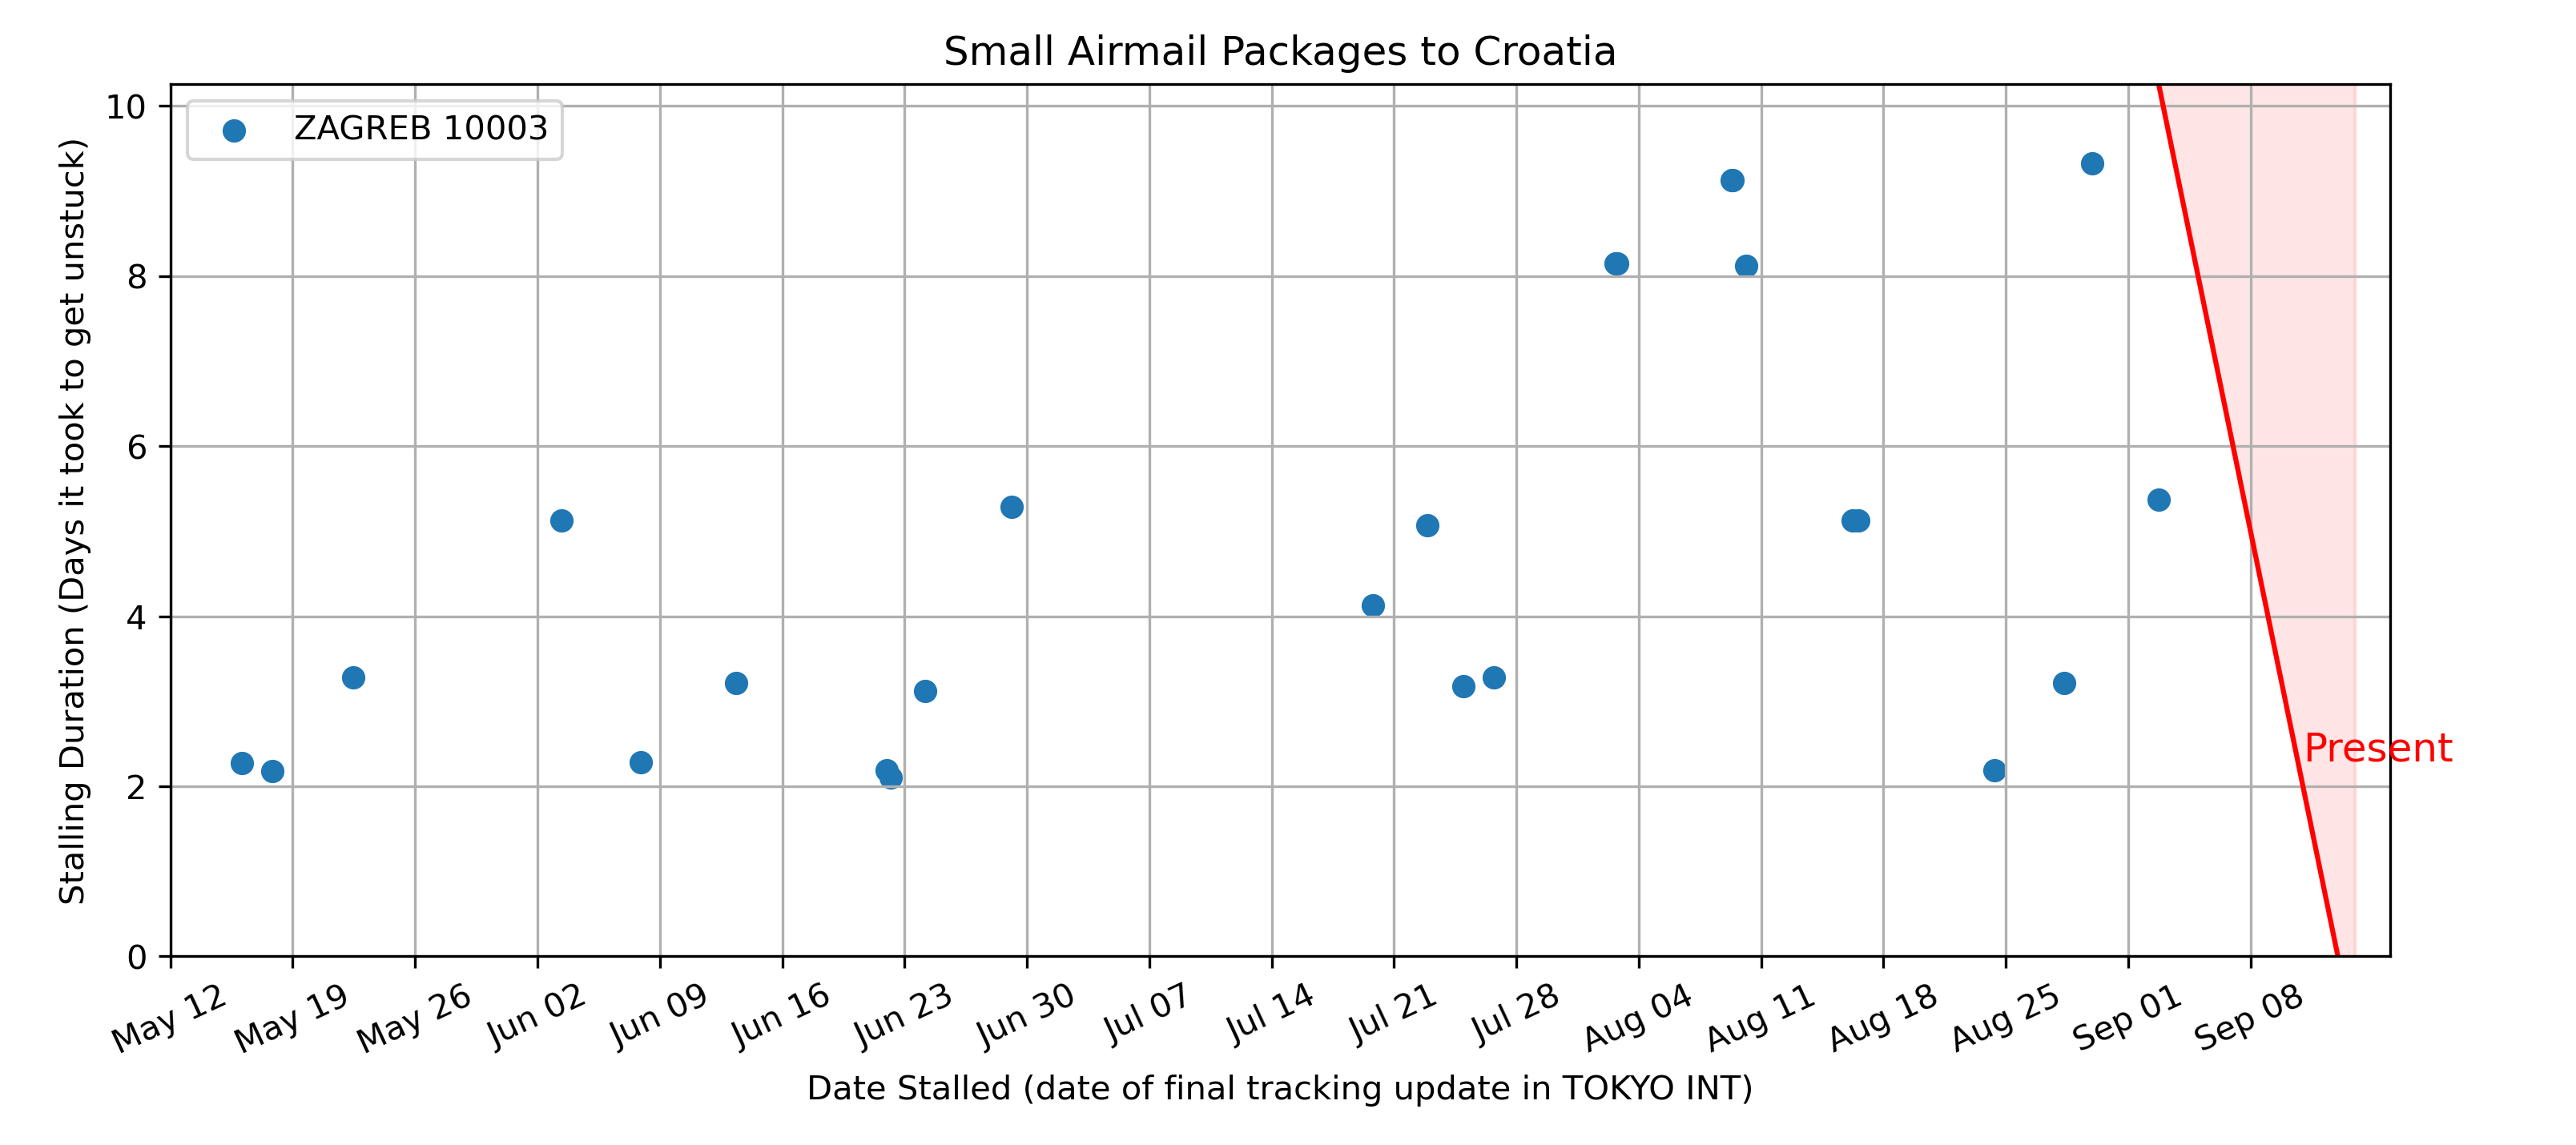 Small Airmail Packages to Croatia
ZAGREB 10003
Stalling Duration (Days it took to get unstuck)
10
8
6
4
2
0
Present
May 12
May 19
May 26
Jun 02
Jun 09
Jun 16
Jun 23
Jun 30
Jul 07
Jul 14
Jul 21
Jul 28
Aug 04
Aug 11
Aug 18
Aug 25
Sep 01
Sep 08
Date Stalled (date of final tracking update in TOKYO INT)